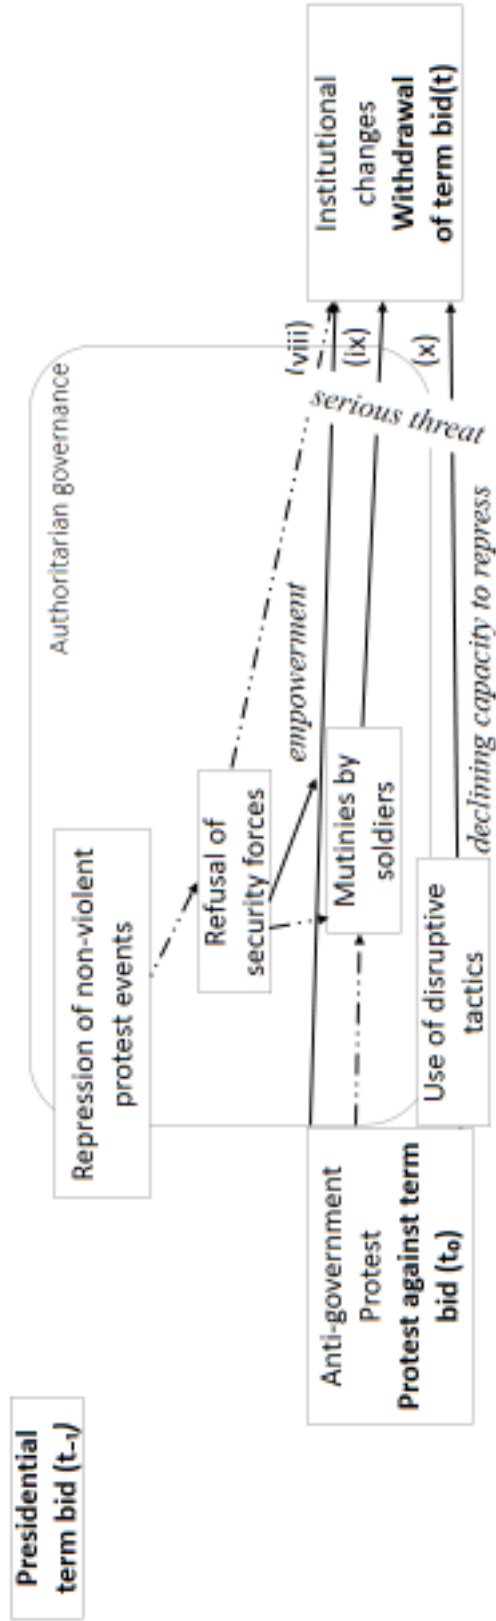 Presidential
term bid (t₋₁)
Authoritarian governance
Repression of non-violent
protest events
Refusal of
security forces
empowerment
Anti-government
Protest
Protest against term
bid (t₀)
Mutinies by
soldiers
Use of disruptive
tactics
declining capacity to repress
serious threat
(viii)
(ix)
(x)
Institutional
changes
Withdrawal
of term bid(t)